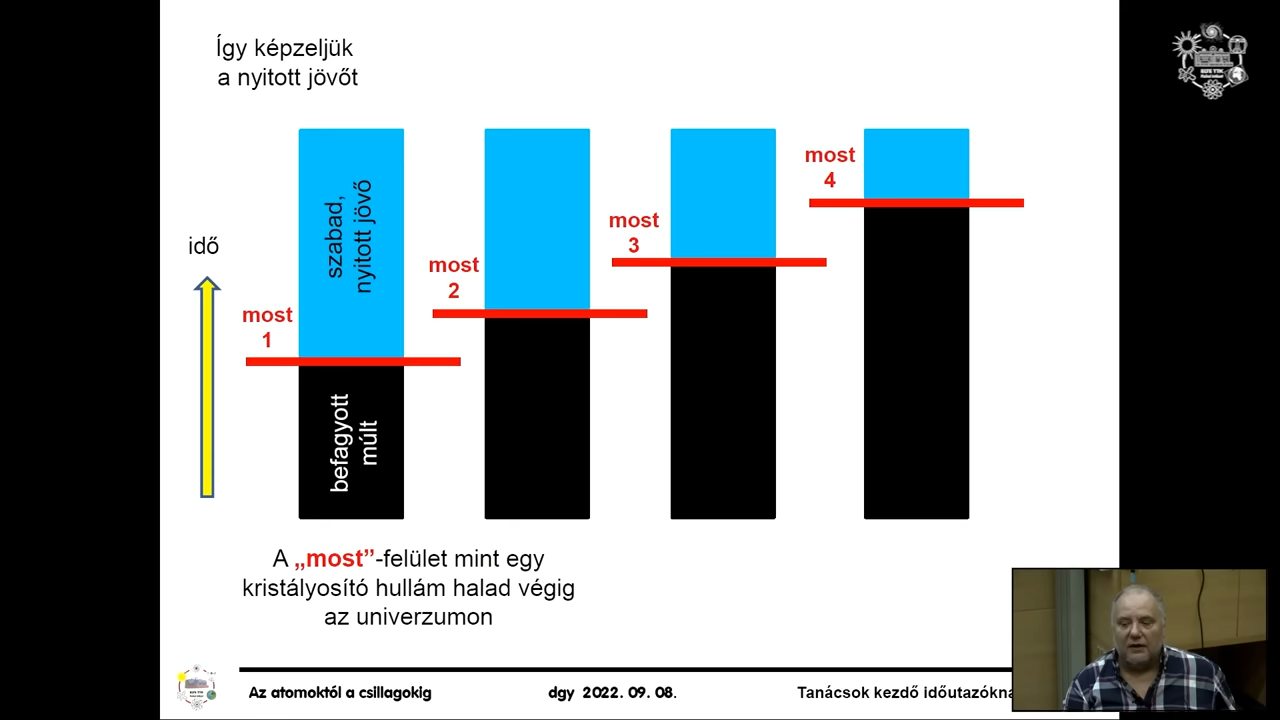 Így képzeljük
a nyitott jövőt
idő
most
1
szabad,
nyitott jövő
befagyott
múlt
most
2
most
3
most
4
A „most”-felület mint egy
kristályosító hullám halad végig
az univerzumon
Az atomoktól a csillagokig
dgy 2022. 09. 08.
Tanácsok kezdő